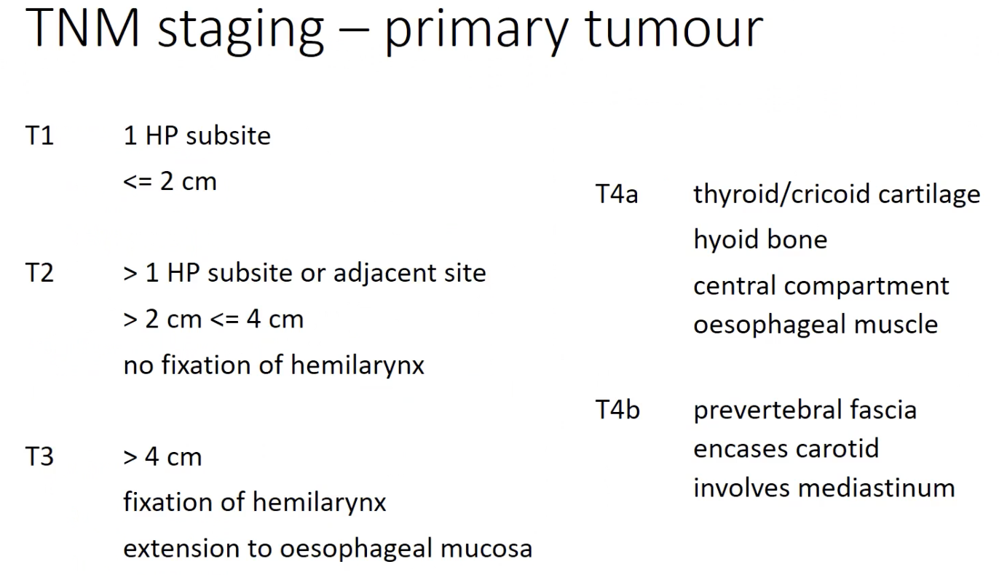 TNM staging – primary tumour
T1 1 HP subsite
<= 2 cm
T2 > 1 HP subsite or adjacent site
> 2 cm <= 4 cm
no fixation of hemilarynx
T3 > 4 cm
fixation of hemilarynx
extension to oesophageal mucosa
T4a thyroid/cricoid cartilage
hyoid bone
central compartment
oesophageal muscle
T4b prevertebral fascia
encases carotid
involves mediastinum